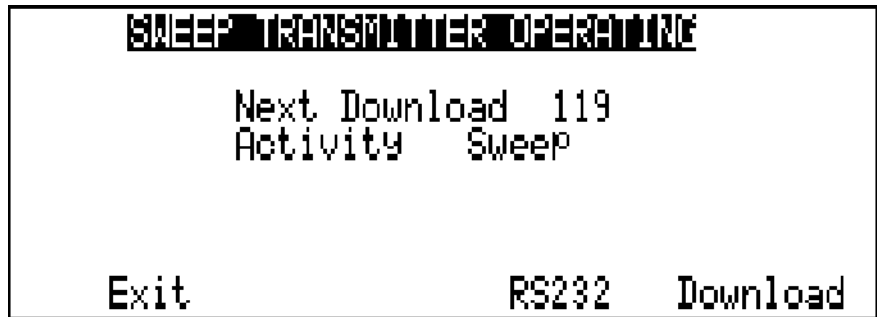 SWEEP TRANSMITTER OPERATING
Next Download 119
Activity Sweep
Exit RS232 Download